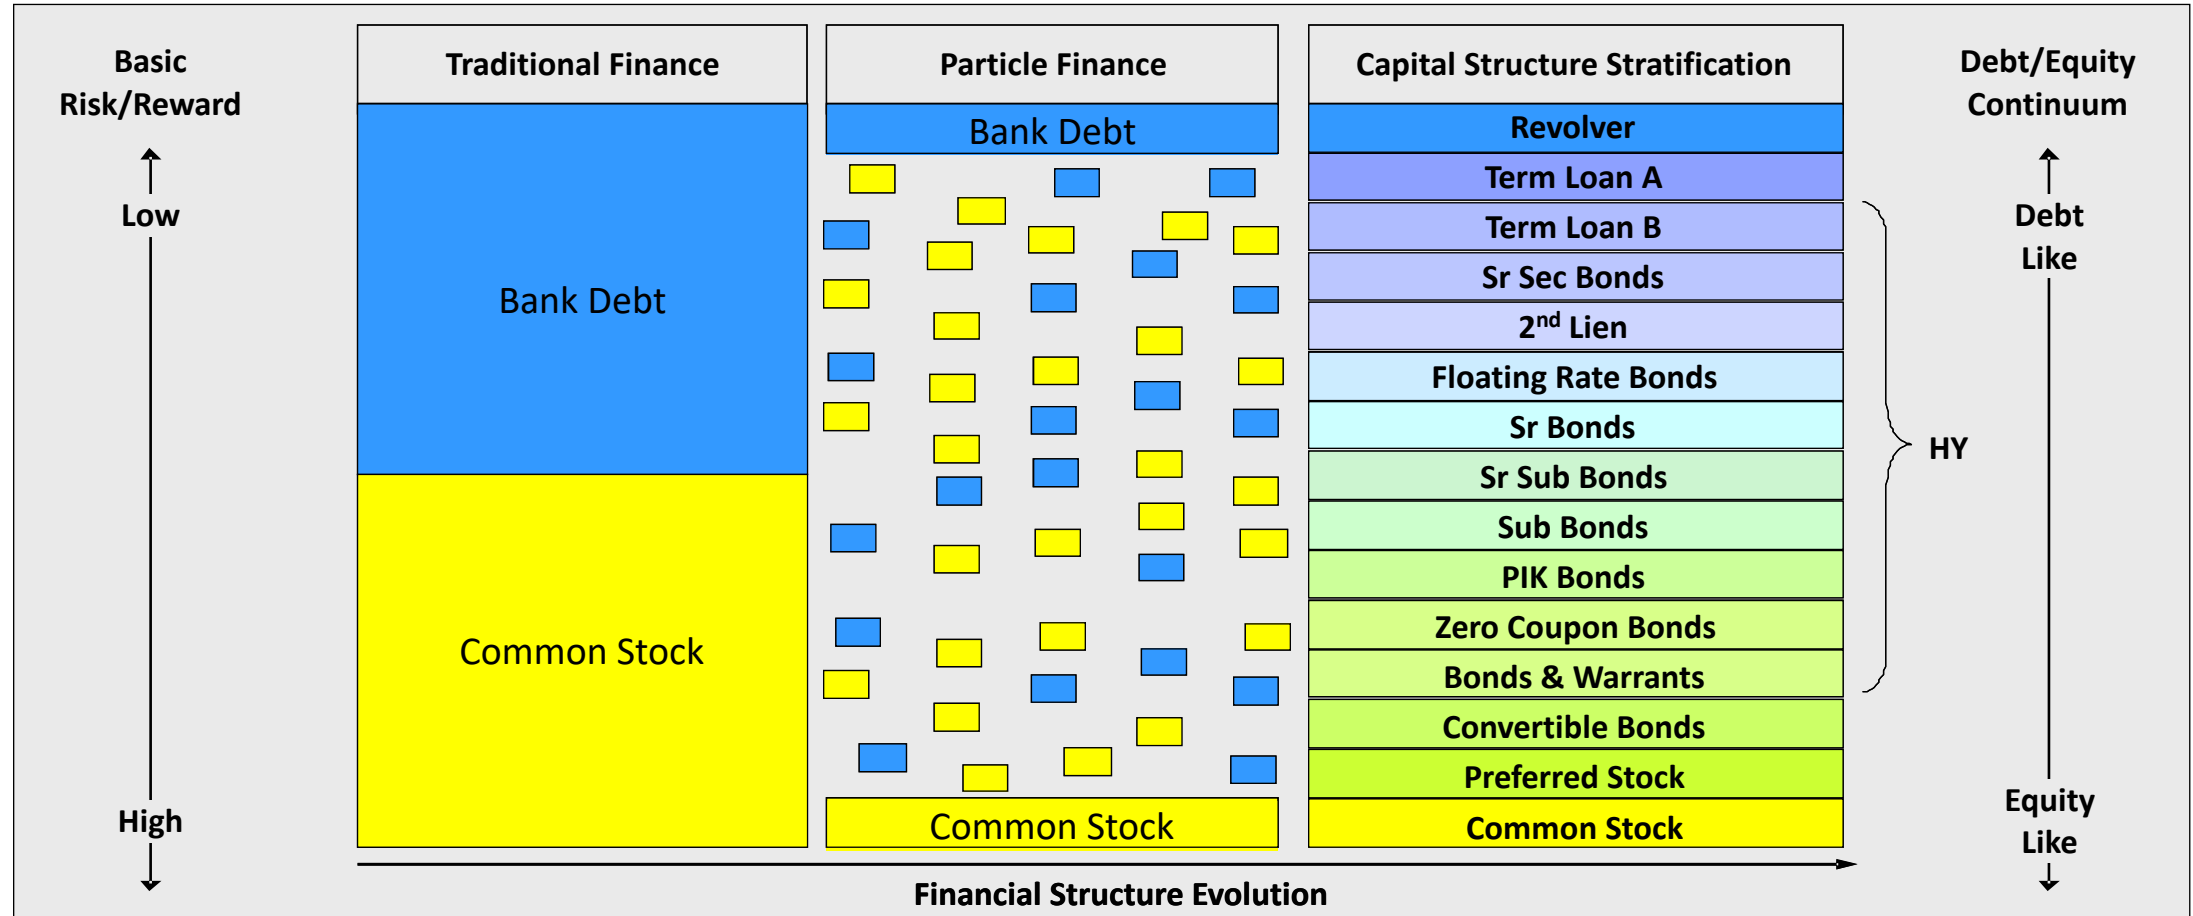 Basic
Risk/Reward
Low
High
Traditional Finance
Bank Debt
Common Stock
Particle Finance
Bank Debt
Common Stock
Capital Structure Stratification
Revolver
Term Loan A
Term Loan B
Sr Sec Bonds
2nd Lien
Floating Rate Bonds
Sr Bonds
Sr Sub Bonds
Sub Bonds
PIK Bonds
Zero Coupon Bonds
Bonds & Warrants
Convertible Bonds
Preferred Stock
Common Stock
HY
Debt/Equity
Continuum
Debt
Like
Equity
Like
Financial Structure Evolution